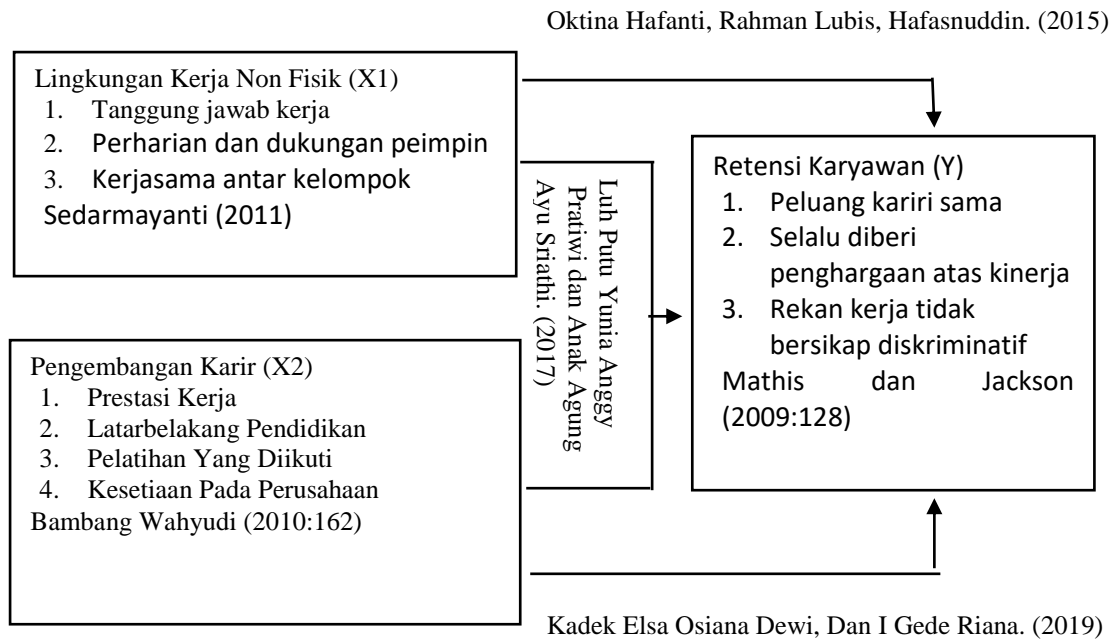 Oktina Hafanti, Rahman Lubis, Hafasnuddin. (2015)
Lingkungan Kerja Non Fisik (X1)
1. Tanggung jawab kerja
2. Perharian dan dukungan peimpin
3. Kerjasama antar kelompok
Sedarmayanti (2011)
Luh Putu Yunia Anggy
Pratiwi dan Anak Agung
Ayu Sriathi. (2017)
Retensi Karyawan (Y)
1. Peluang kariri sama
2. Selalu diberi
penghargaan atas kinerja
3. Rekan kerja tidak
bersikap diskriminatif
Mathis dan Jackson
(2009:128)
Pengembangan Karir (X2)
1. Prestasi Kerja
2. Latarbelakang Pendidikan
3. Pelatihan Yang Diikuti
4. Kesetiaan Pada Perusahaan
Bambang Wahyudi (2010:162)
Kadek Elsa Osiana Dewi, Dan I Gede Riana. (2019)